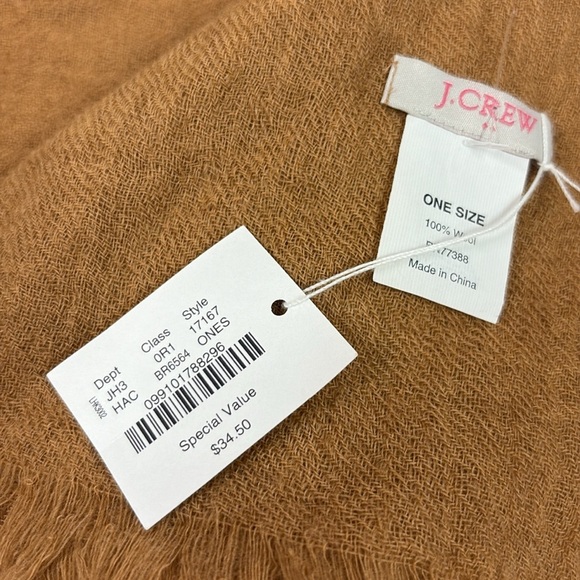 J.CREW
ONE SIZE
100% Wool
77388
Made in China
Dept Class Style
JH3 0R1 17167
HAC BR6564 ONES
099101788296
Special Value
$34.50